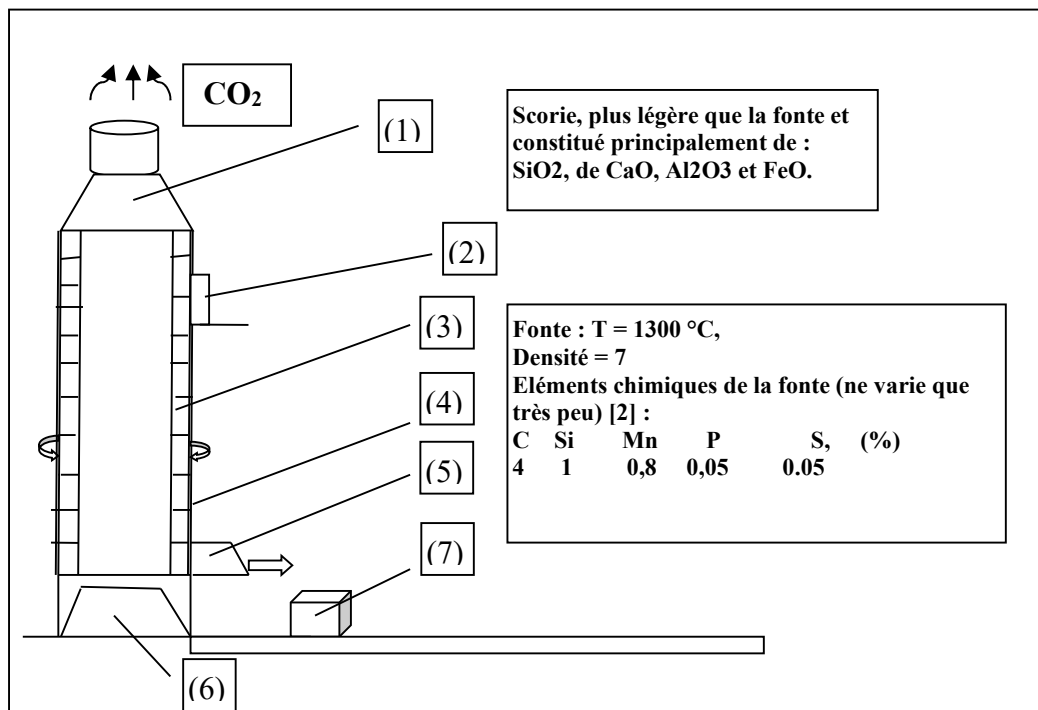 CO₂
(1)
Scorie, plus légère que la fonte et
constitué principalement de :
SiO2, de CaO, Al2O3 et FeO.
(2)
(3)
Fonte : T = 1300 °C,
Densité = 7
Eléments chimiques de la fonte (ne varie que
très peu) [2] :
C Si Mn P S, (%)
4 1 0,8 0,05 0.05
(4)
(5)
(7)
(6)